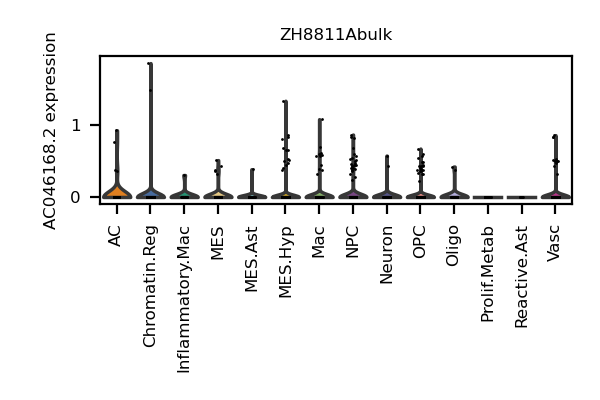 ZH8811Abulk
AC046168.2 expression
1
0
AC
Chromatin.Reg
Inflammatory.Mac
MES
MES.Ast
MES.Hyp
Mac
NPC
Neuron
OPC
Oligo
Prolif.Metab
Reactive.Ast
Vasc